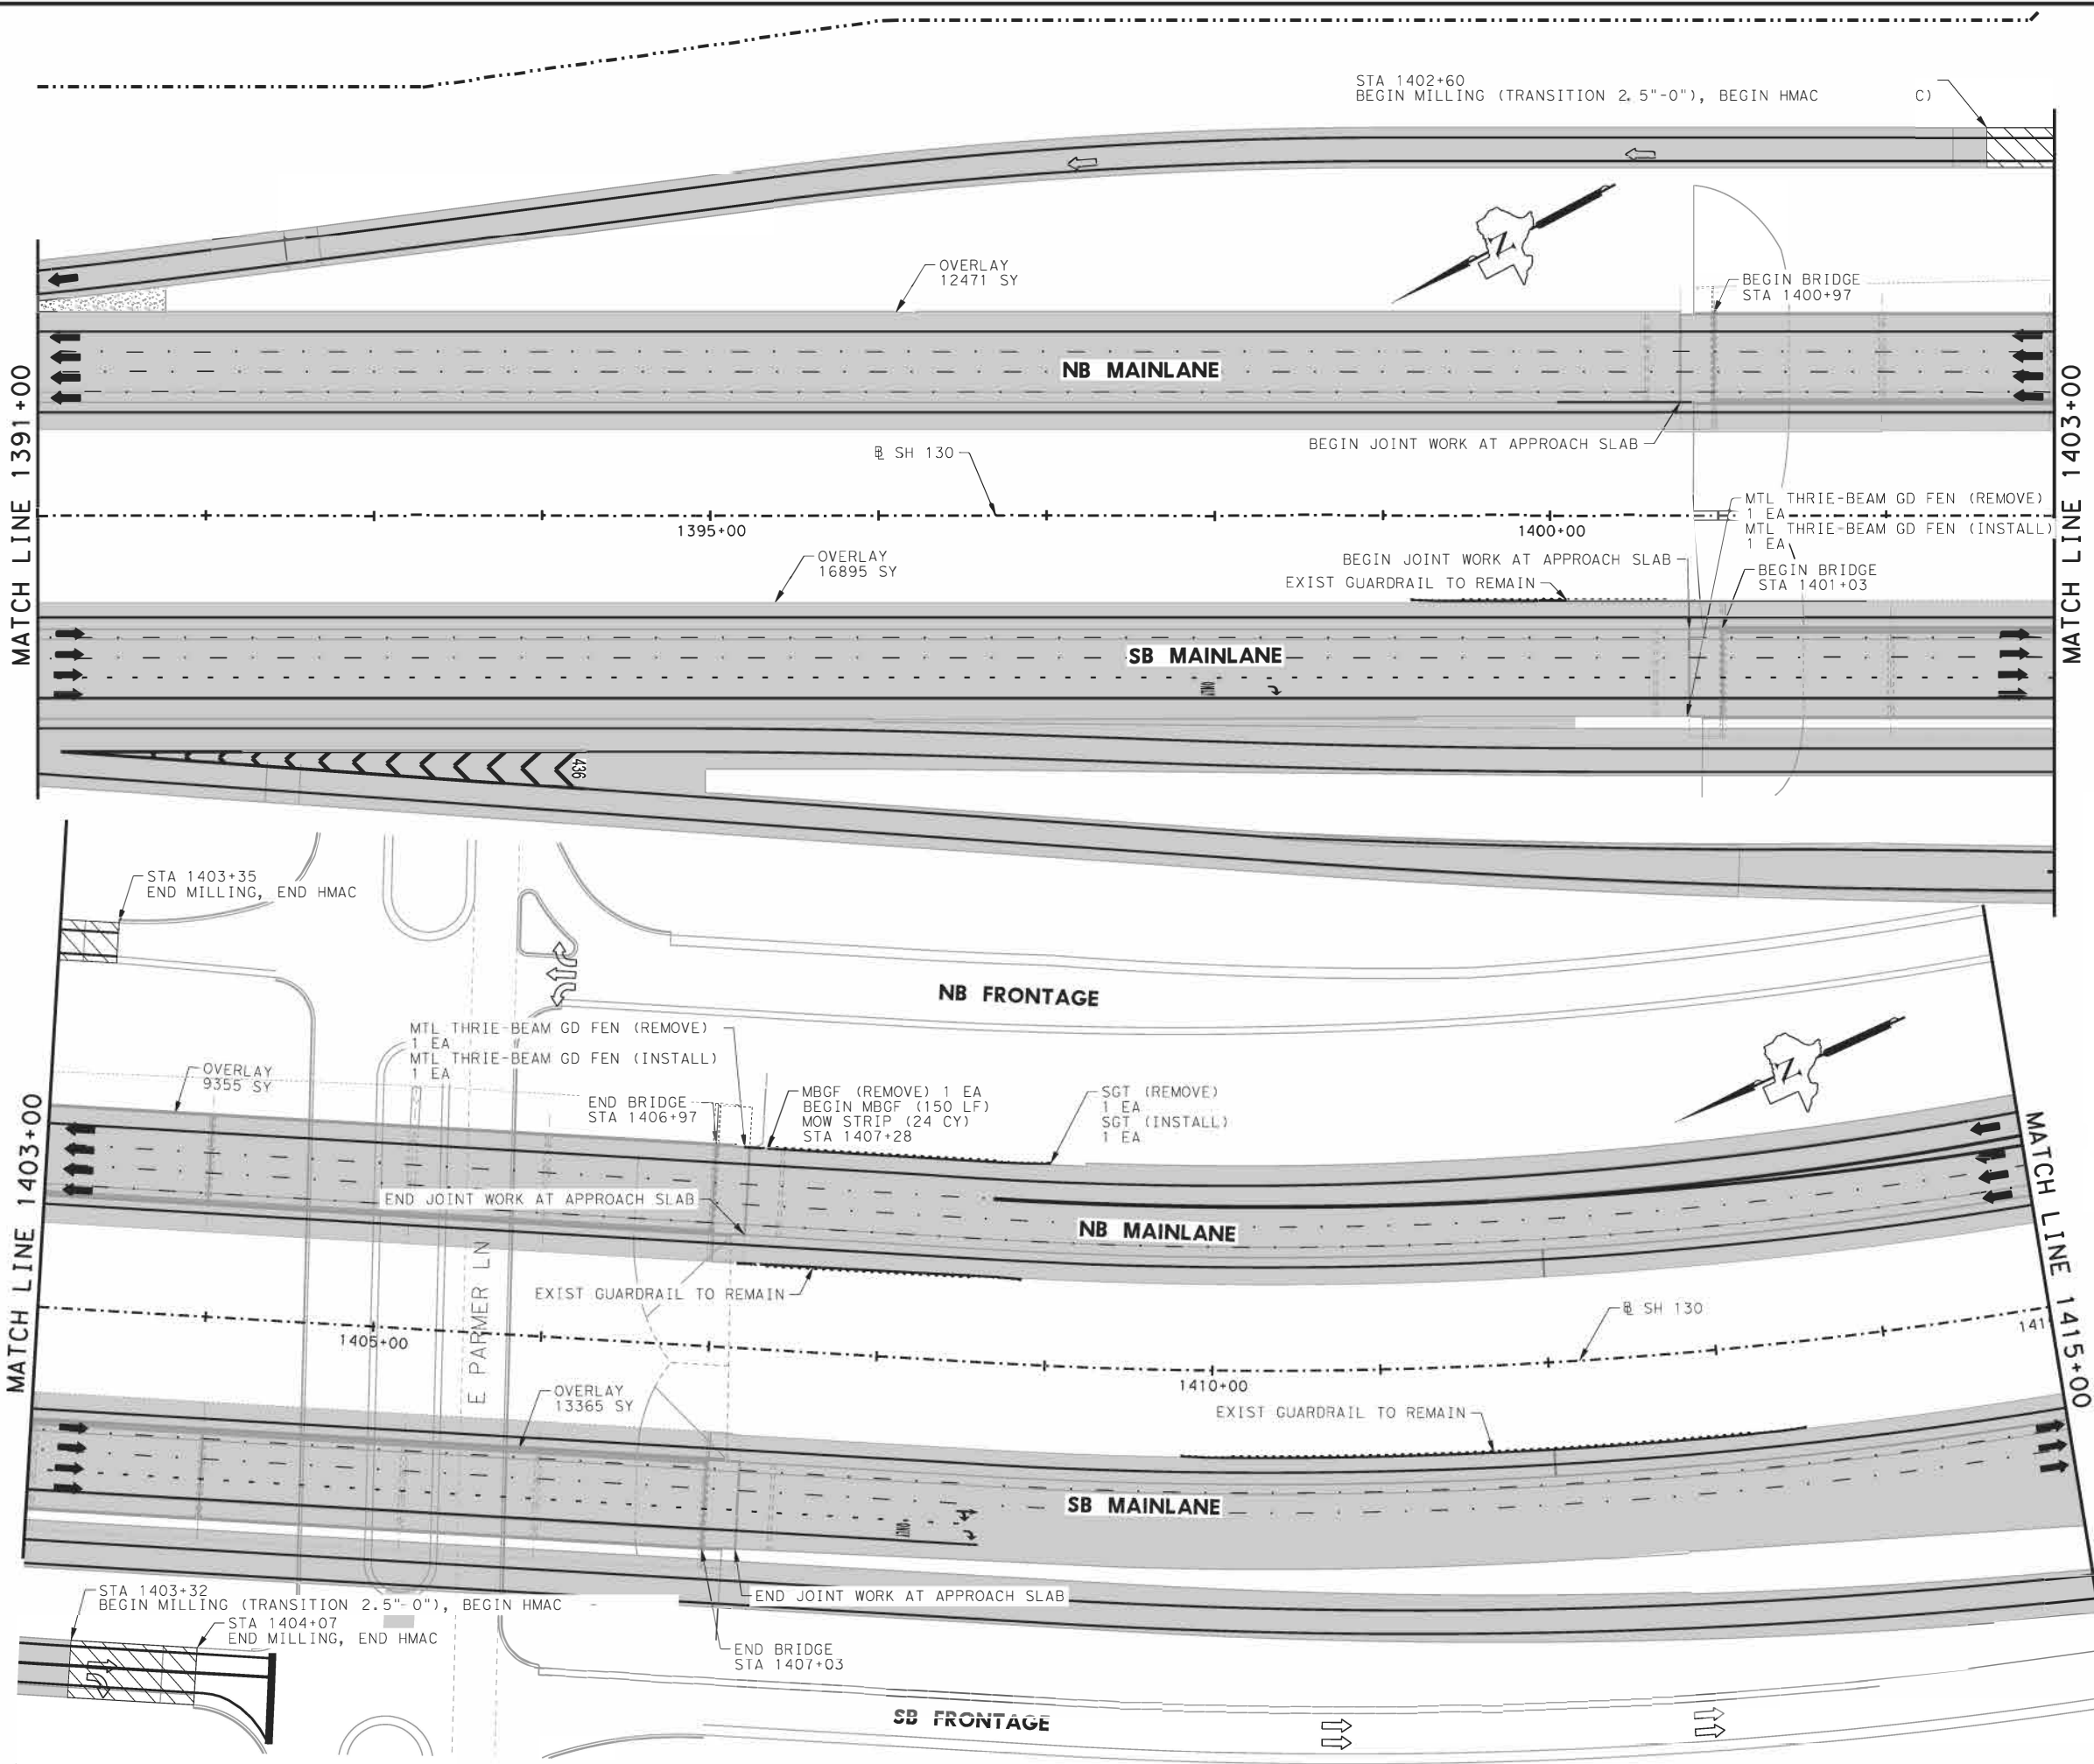 STA 1402+60
BEGIN MILLING (TRANSITION 2.5"-0"), BEGIN HMAC C)
OVERLAY
12471 SY
N
BEGIN BRIDGE
STA 1400+97
NB MAINLANE
MATCH LINE 1391+00
MATCH LINE 1403+00
BEGIN JOINT WORK AT APPROACH SLAB
℄ SH 130
1395+00
1400+00
MTL THRIE-BEAM GD FEN (REMOVE)
1 EA
MTL THRIE-BEAM GD FEN (INSTALL)
1 EA
OVERLAY
16895 SY
BEGIN JOINT WORK AT APPROACH SLAB
EXIST GUARDRAIL TO REMAIN
BEGIN BRIDGE
STA 1401+03
SB MAINLANE
ONLY
436
STA 1403+35
END MILLING, END HMAC
NB FRONTAGE
MTL THRIE-BEAM GD FEN (REMOVE)
1 EA
MTL THRIE-BEAM GD FEN (INSTALL)
1 EA
N
OVERLAY
9355 SY
END BRIDGE
STA 1406+97
MBGF (REMOVE) 1 EA
BEGIN MBGF (150 LF)
MOW STRIP (24 CY)
STA 1407+28
SGT (REMOVE)
1 EA
SGT (INSTALL)
1 EA
MATCH LINE 1403+00
MATCH LINE 1415+00
END JOINT WORK AT APPROACH SLAB
NB MAINLANE
E PARMER LN
EXIST GUARDRAIL TO REMAIN
℄ SH 130
1405+00
1410+00
141
OVERLAY
13365 SY
EXIST GUARDRAIL TO REMAIN
SB MAINLANE
ONLY
STA 1403+32
BEGIN MILLING (TRANSITION 2.5"-0"), BEGIN HMAC
END JOINT WORK AT APPROACH SLAB
STA 1404+07
END MILLING, END HMAC
END BRIDGE
STA 1407+03
SB FRONTAGE